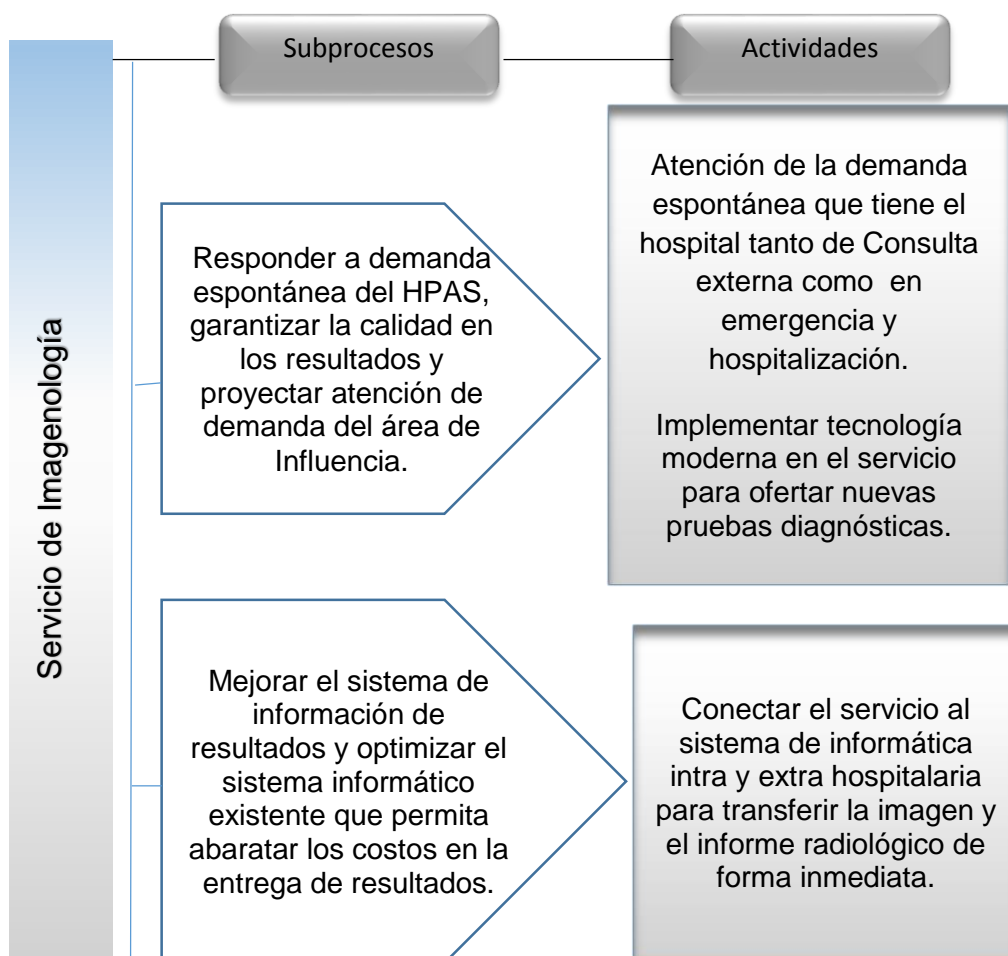 Subprocesos
Actividades
Servicio de Imagenología
Responder a demanda
espontánea del HPAS,
garantizar la calidad en
los resultados y
proyectar atención de
demanda del área de
Influencia.
Atención de la demanda
espontánea que tiene el
hospital tanto de Consulta
externa como en
emergencia y
hospitalización.
Implementar tecnología
moderna en el servicio
para ofertar nuevas
pruebas diagnósticas.
Mejorar el sistema de
información de
resultados y optimizar el
sistema informático
existente que permita
abaratar los costos en la
entrega de resultados.
Conectar el servicio al
sistema de informática
intra y extra hospitalaria
para transferir la imagen y
el informe radiológico de
forma inmediata.